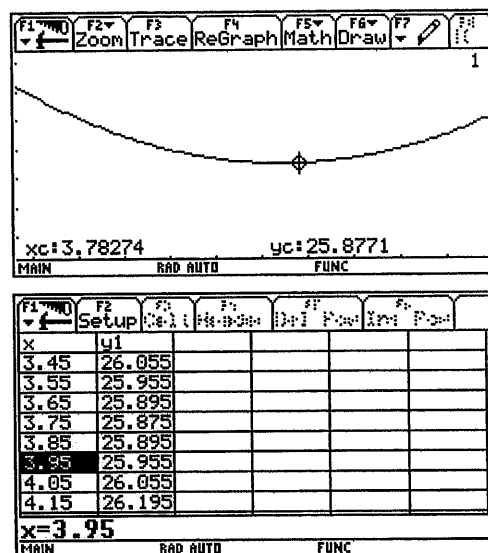 F1 F2 F3 F4 F5 F6 F7
Zoom Trace ReGraph Math Draw
1
xc:3.78274 yc:25.8771
MAIN RAD AUTO FUNC
F1 F2
Setup
x y1
3.45 26.055
3.55 25.955
3.65 25.895
3.75 25.875
3.85 25.895
3.95 25.955
4.05 26.055
4.15 26.195
x=3.95
MAIN RAD AUTO FUNC